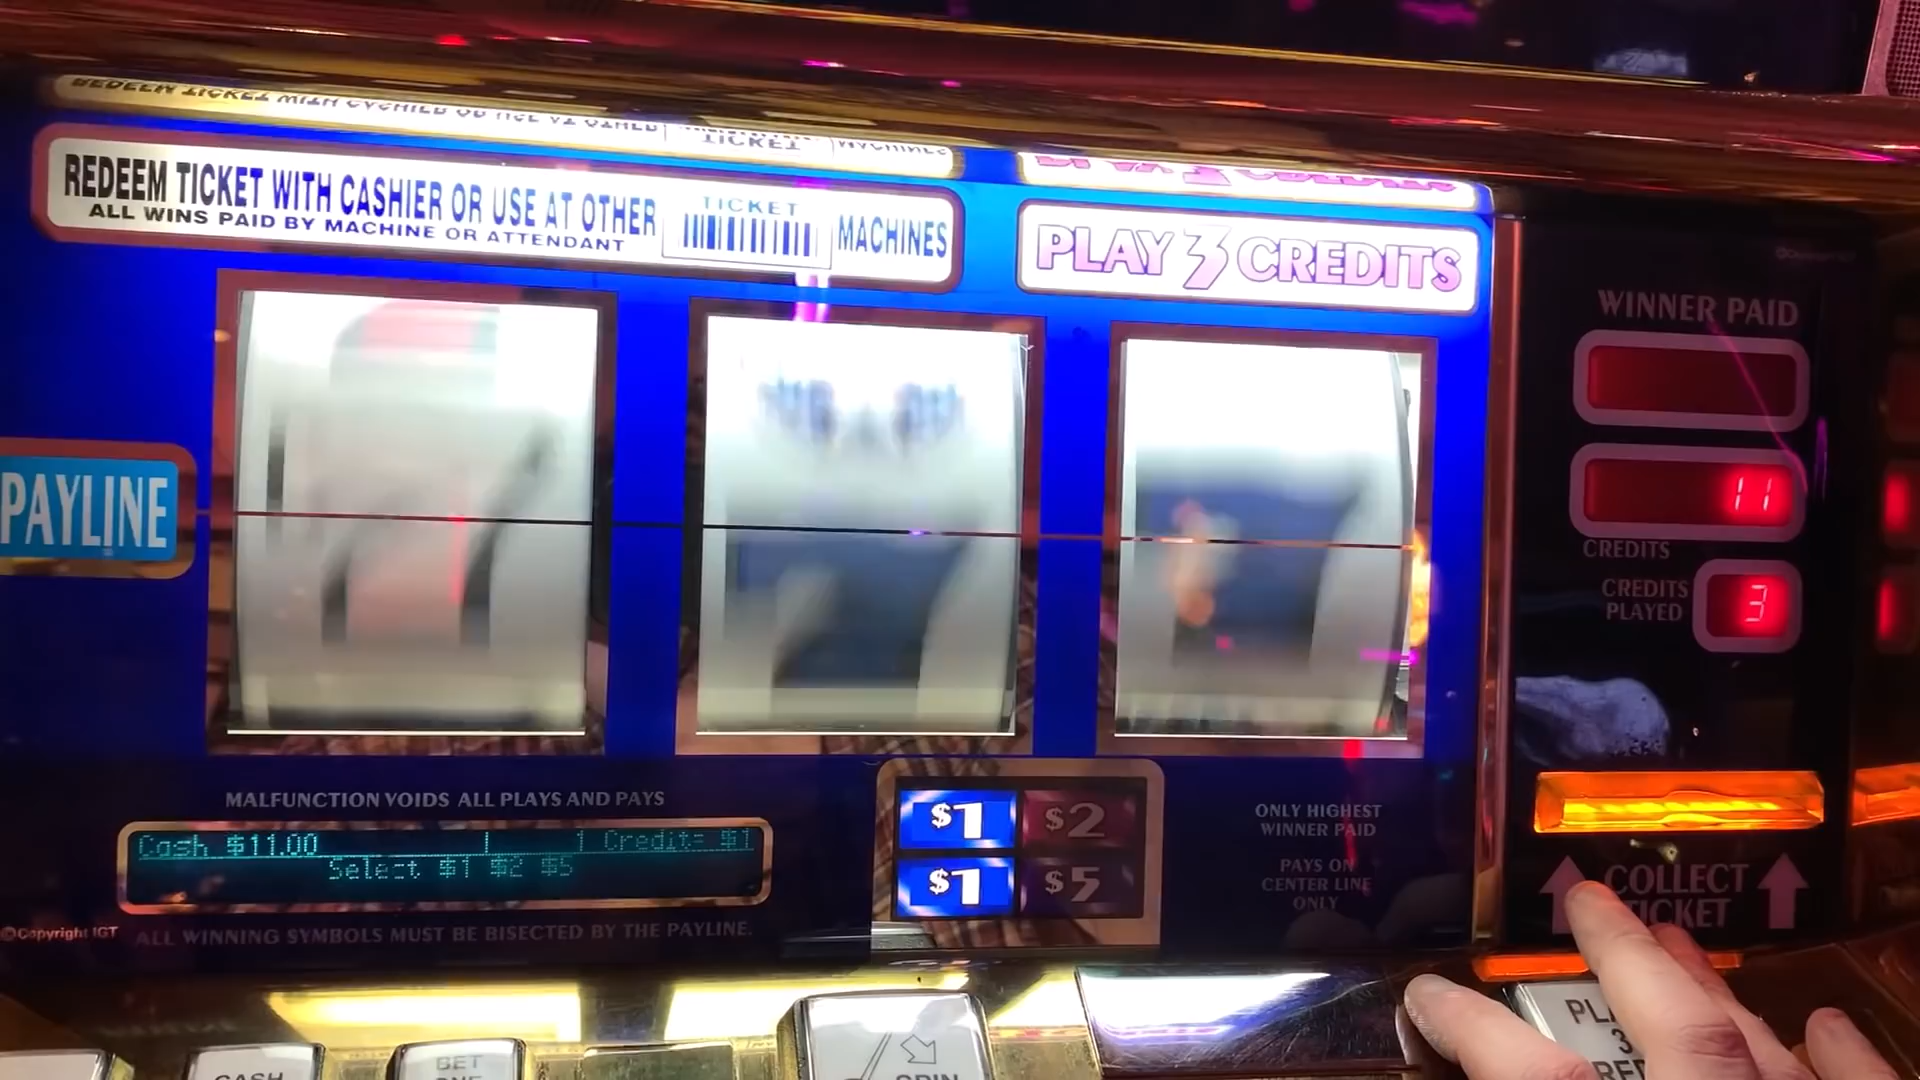 REDEEM TICKET WITH CASHIER OR USE AT OTHER
TICKET
MACHINES
ALL WINS PAID BY MACHINE OR ATTENDANT
PLAY 3 CREDITS
WINNER PAID
11
CREDITS
CREDITS PLAYED
3
PAYLINE
MALFUNCTION VOIDS ALL PLAYS AND PAYS
Cash $11.00
1 Credit= $1
Select $1 $2 $5
$1
$2
$1
$5
ONLY HIGHEST
WINNER PAID
PAYS ON
CENTER LINE
ONLY
COLLECT
TICKET
©Copyright IGT
ALL WINNING SYMBOLS MUST BE BISECTED BY THE PAYLINE.
CASH
BET
ONE
SPIN
3